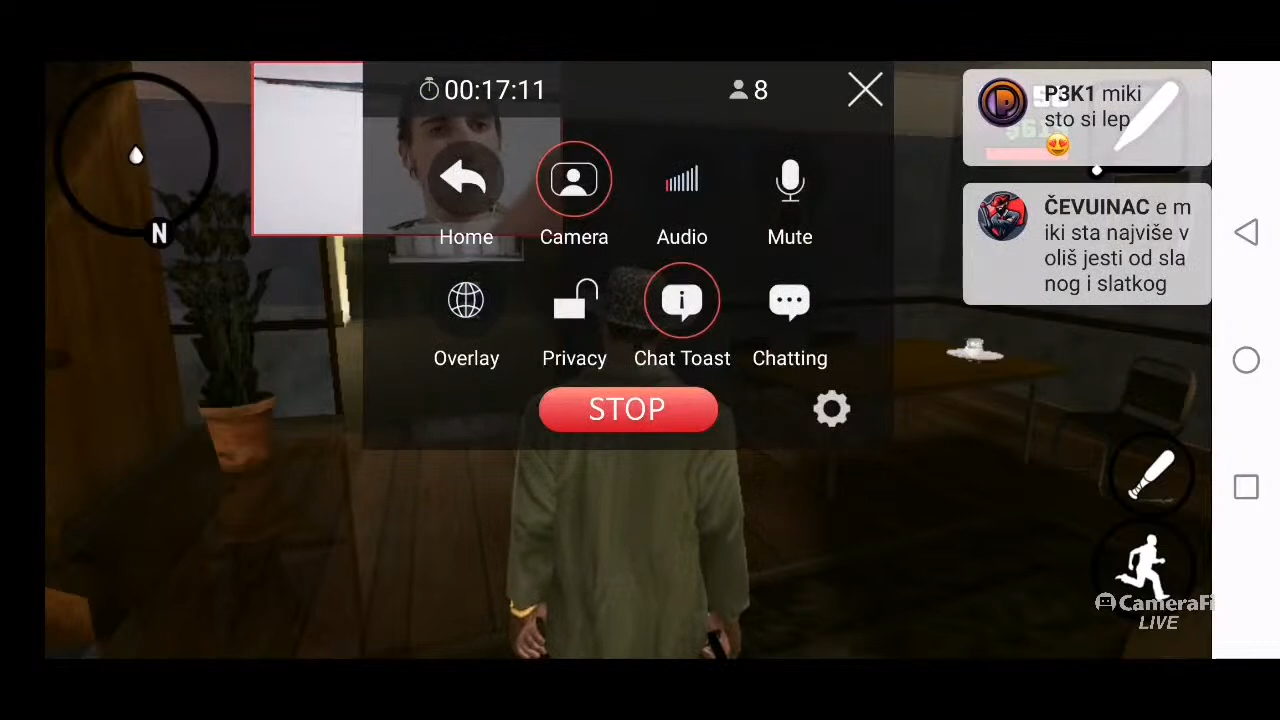 00:17:11
8
P3K1 miki
sto si lep
😍
ČEVUINAC e m
iki sta najviše v
oliš jesti od sla
nog i slatkog
Home
Camera
Audio
Mute
Overlay
Privacy
Chat Toast
Chatting
STOP
N
CameraFi
LIVE